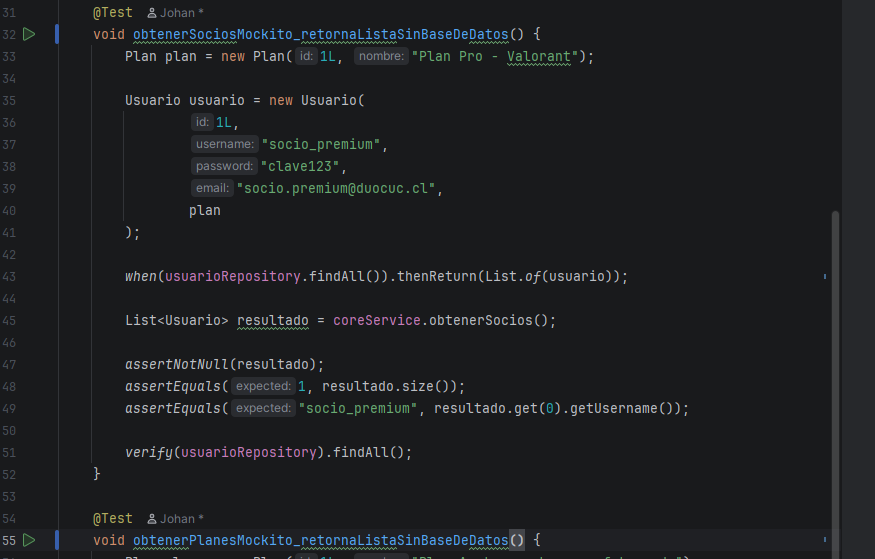 31 @Test Johan *
32 void obtenerSociosMockito_retornaListaSinBaseDeDatos() {
33 Plan plan = new Plan( id: 1L, nombre: "Plan Pro - Valorant");
34
35 Usuario usuario = new Usuario(
36 id: 1L,
37 username: "socio_premium",
38 password: "clave123",
39 email: "socio.premium@duocuc.cl",
40 plan
41 );
42
43 when(usuarioRepository.findAll()).thenReturn(List.of(usuario));
44
45 List<Usuario> resultado = coreService.obtenerSocios();
46
47 assertNotNull(resultado);
48 assertEquals( expected: 1, resultado.size());
49 assertEquals( expected: "socio_premium", resultado.get(0).getUsername());
50
51 verify(usuarioRepository).findAll();
52 }
53
54 @Test Johan *
55 void obtenerPlanesMockito_retornaListaSinBaseDeDatos() {